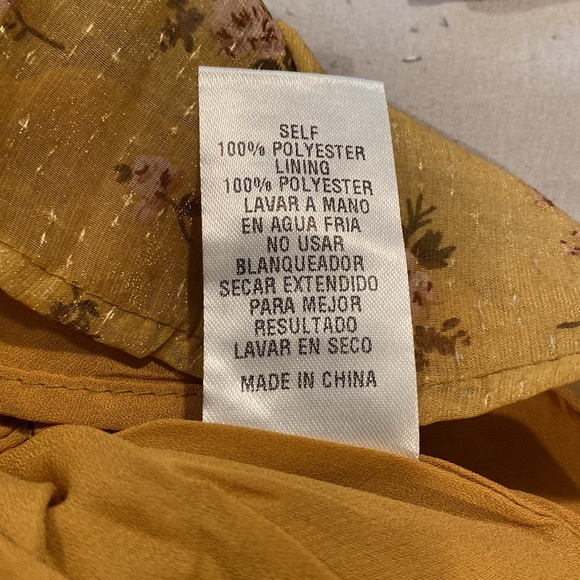 SELF
100% POLYESTER
LINING
100% POLYESTER
LAVAR A MANO
EN AGUA FRIA
NO USAR
BLANQUEADOR
SECAR EXTENDIDO
PARA MEJOR
RESULTADO
LAVAR EN SECO
MADE IN CHINA